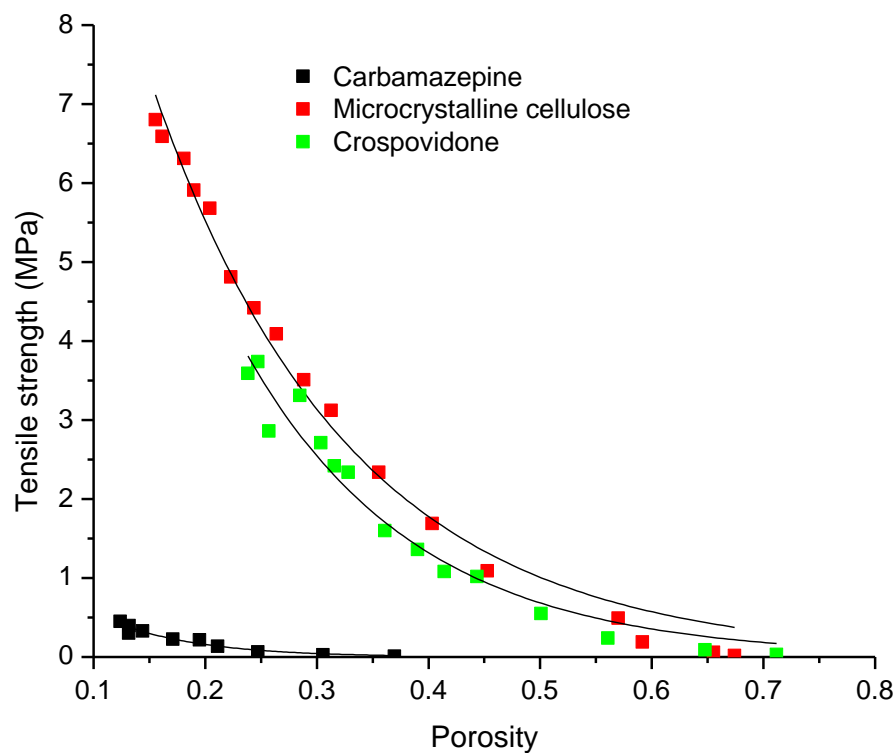 8
7
6
5
4
3
2
1
0
Tensile strength (MPa)
Carbamazepine
Microcrystalline cellulose
Crospovidone
0.1 0.2 0.3 0.4 0.5 0.6 0.7 0.8
Porosity